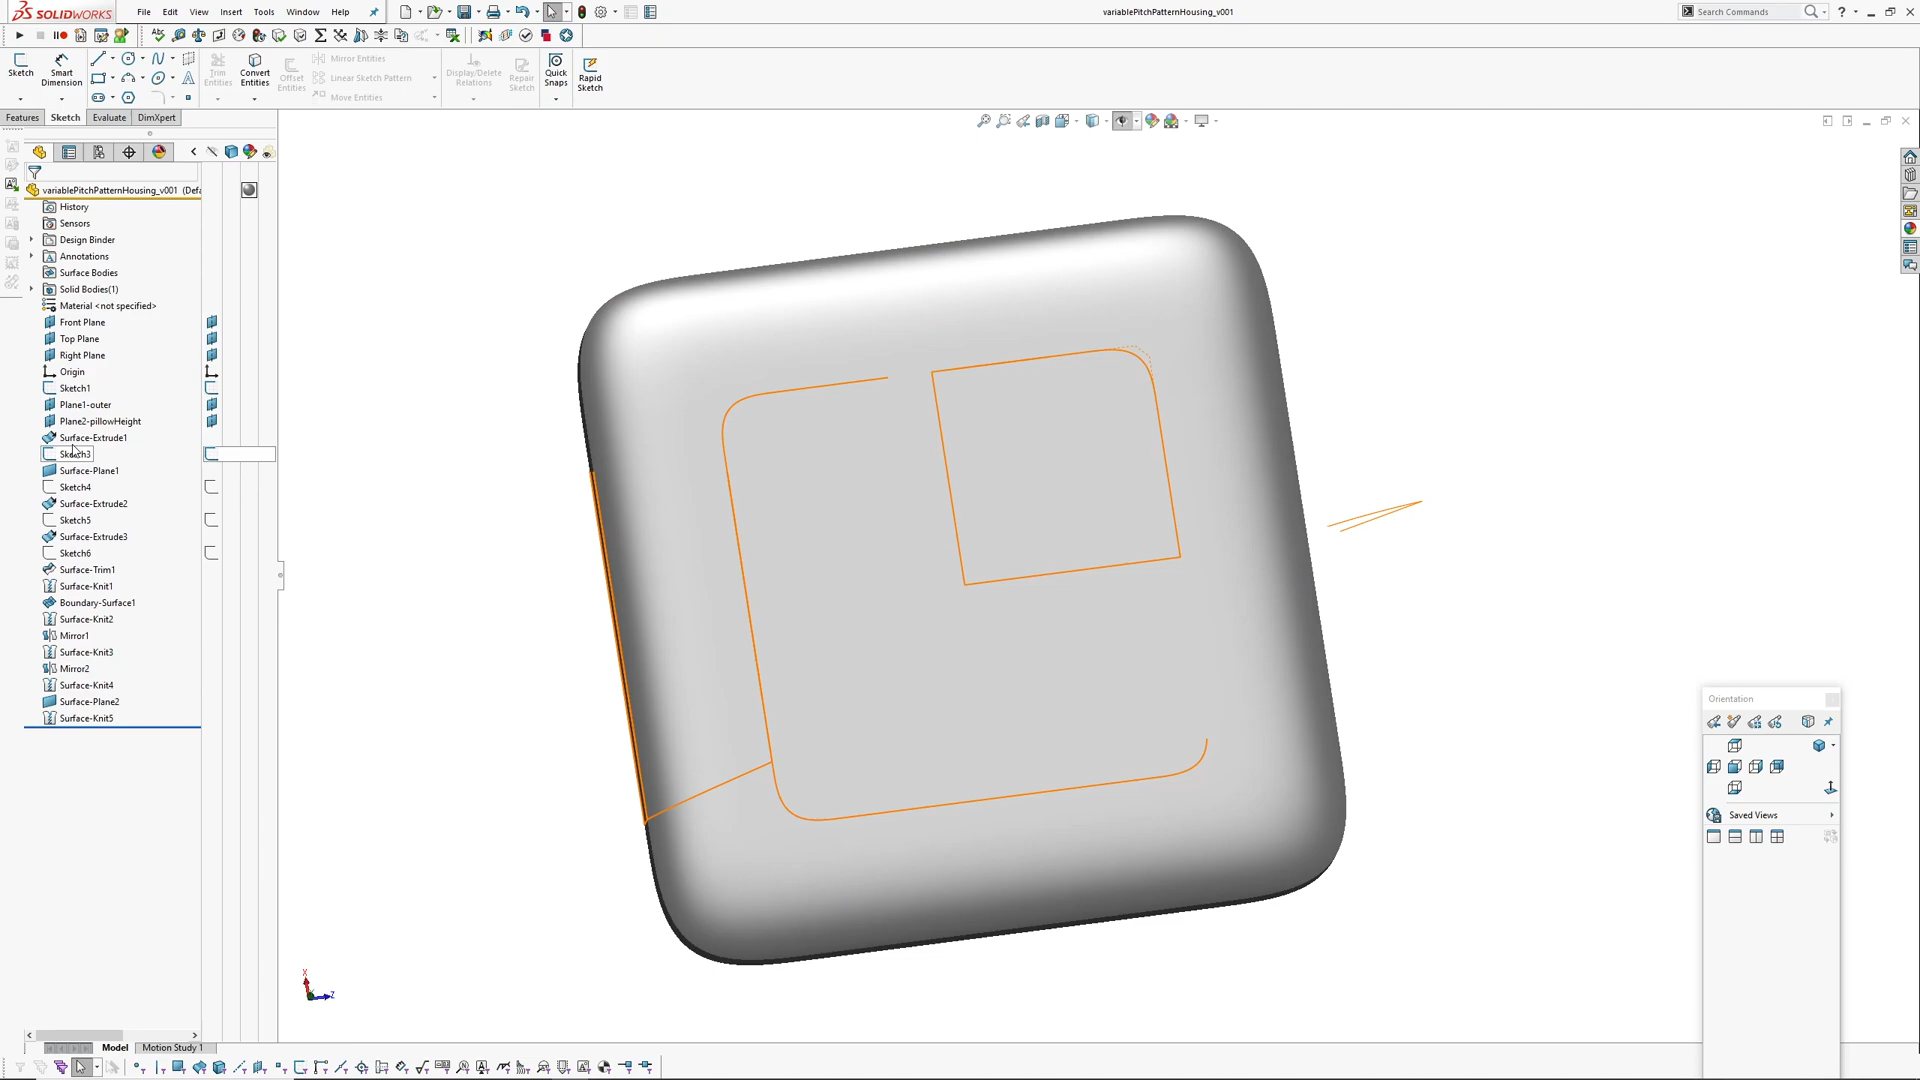 SOLIDWORKS
File Edit View Insert Tools Window Help
variablePitchPatternHousing_v001
Search Commands
Sketch
Smart Dimension
Trim Entities
Convert Entities
Offset Entities
Mirror Entities
Linear Sketch Pattern
Move Entities
Display/Delete Relations
Repair Sketch
Quick Snaps
Rapid Sketch
Features Sketch Evaluate DimXpert
variablePitchPatternHousing_v001 (Defa
History
Sensors
Design Binder
Annotations
Surface Bodies
Solid Bodies(1)
Material <not specified>
Front Plane
Top Plane
Right Plane
Origin
Sketch1
Plane1-outer
Plane2-pillowHeight
Surface-Extrude1
Sketch3
Surface-Plane1
Sketch4
Surface-Extrude2
Sketch5
Surface-Extrude3
Sketch6
Surface-Trim1
Surface-Knit1
Boundary-Surface1
Surface-Knit2
Mirror1
Surface-Knit3
Mirror2
Surface-Knit4
Surface-Plane2
Surface-Knit5
Orientation
Saved Views
X
Z
Model Motion Study 1